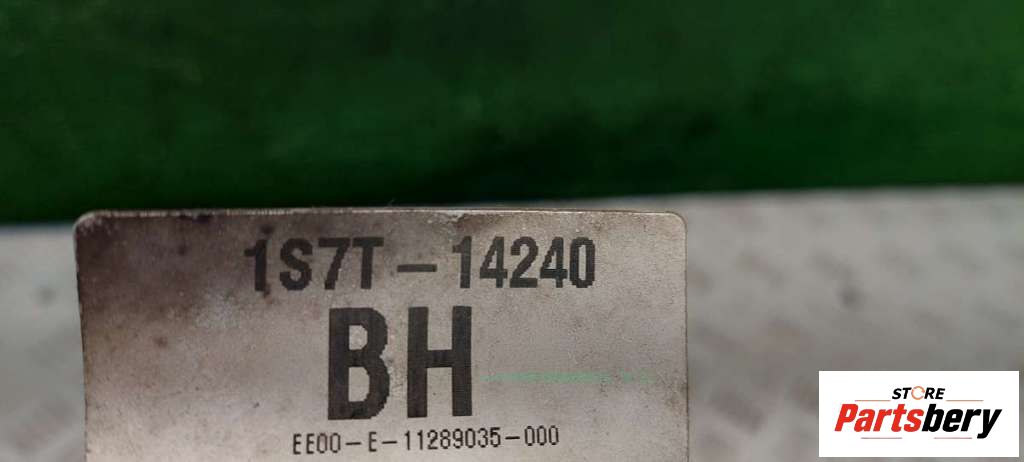 1S7T-14240
BH
EE00-E-11289035-000
STORE
Partsbery